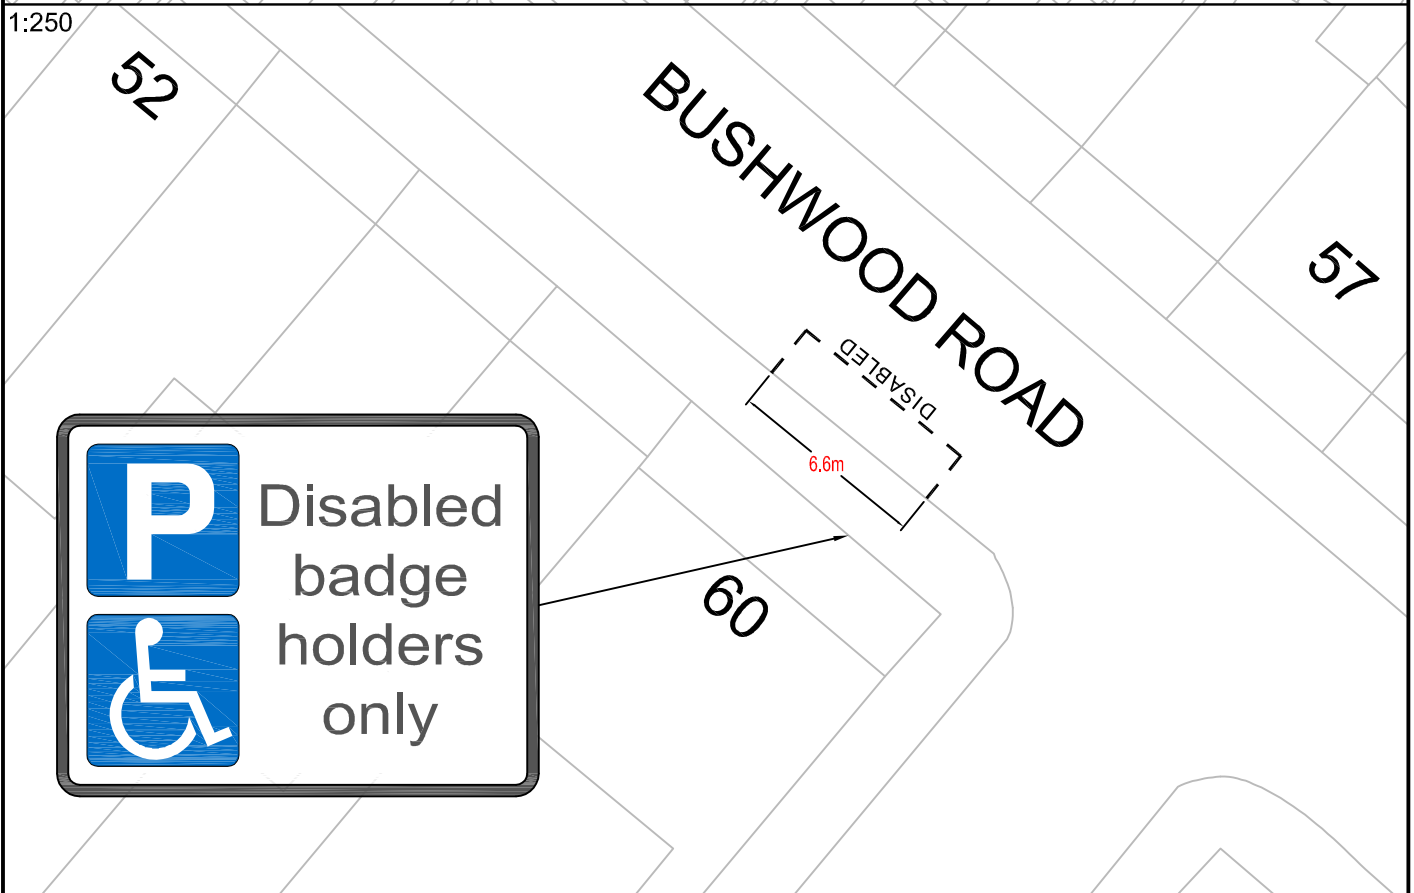 1:250
52
BUSHWOOD ROAD
57
DISABLED
6.6m
60
P
Disabled
badge
holders
only